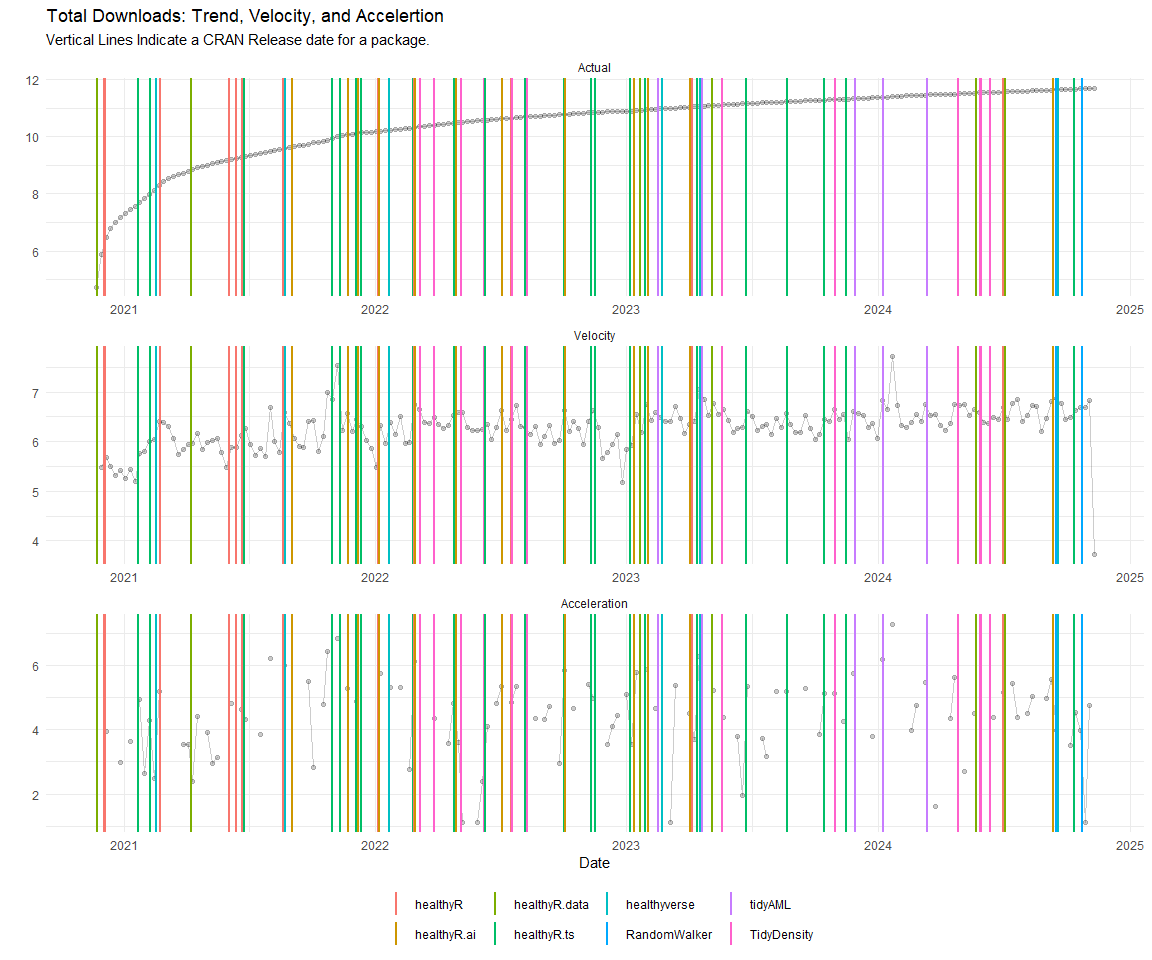 Total Downloads: Trend, Velocity, and Accelertion
Vertical Lines Indicate a CRAN Release date for a package.
Actual
12
10
8
6
2021 2022 2023 2024 2025
Velocity
7
6
5
4
2021 2022 2023 2024 2025
Acceleration
6
4
2
2021 2022 2023 2024 2025
Date
healthyR healthyR.data healthyverse tidyAML
healthyR.ai healthyR.ts RandomWalker TidyDensity